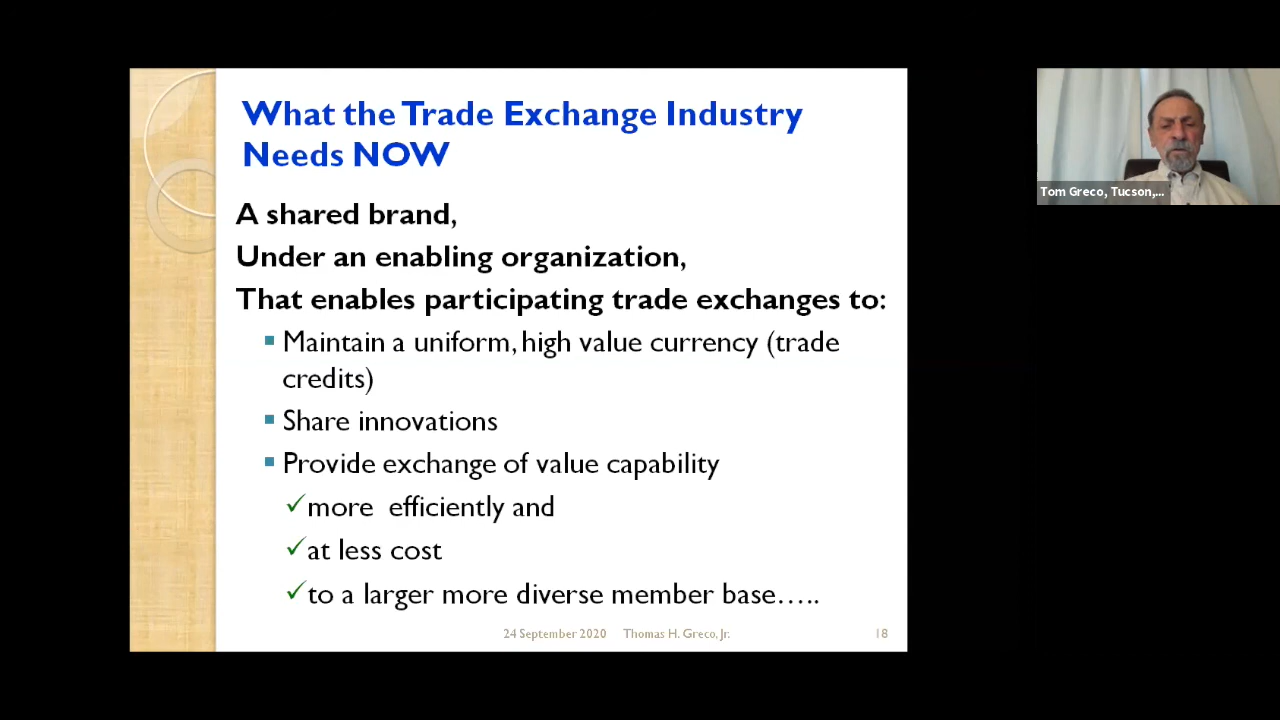 What the Trade Exchange Industry
Needs NOW
A shared brand,
Under an enabling organization,
That enables participating trade exchanges to:
Maintain a uniform, high value currency (trade
credits)
Share innovations
Provide exchange of value capability
more efficiently and
at less cost
to a larger more diverse member base…..
24 September 2020 Thomas H. Greco, Jr. 18
Tom Greco, Tucson,...